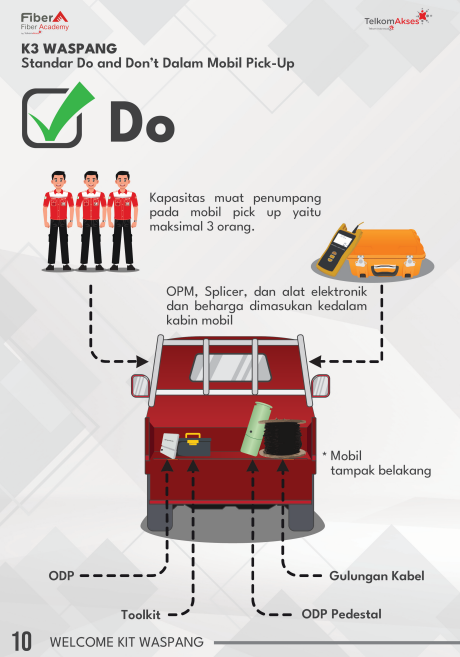 Fiber
Fiber Academy
TelkomAkses
K3 WASPANG
Standar Do and Don't Dalam Mobil Pick-Up
Do
Kapasitas muat penumpang
pada mobil pick up yaitu
maksimal 3 orang.
OPM, Splicer, dan alat elektronik
dan beharga dimasukan kedalam
kabin mobil
* Mobil
tampak belakang
ODP
Gulungan Kabel
Toolkit
ODP Pedestal
10 WELCOME KIT WASPANG